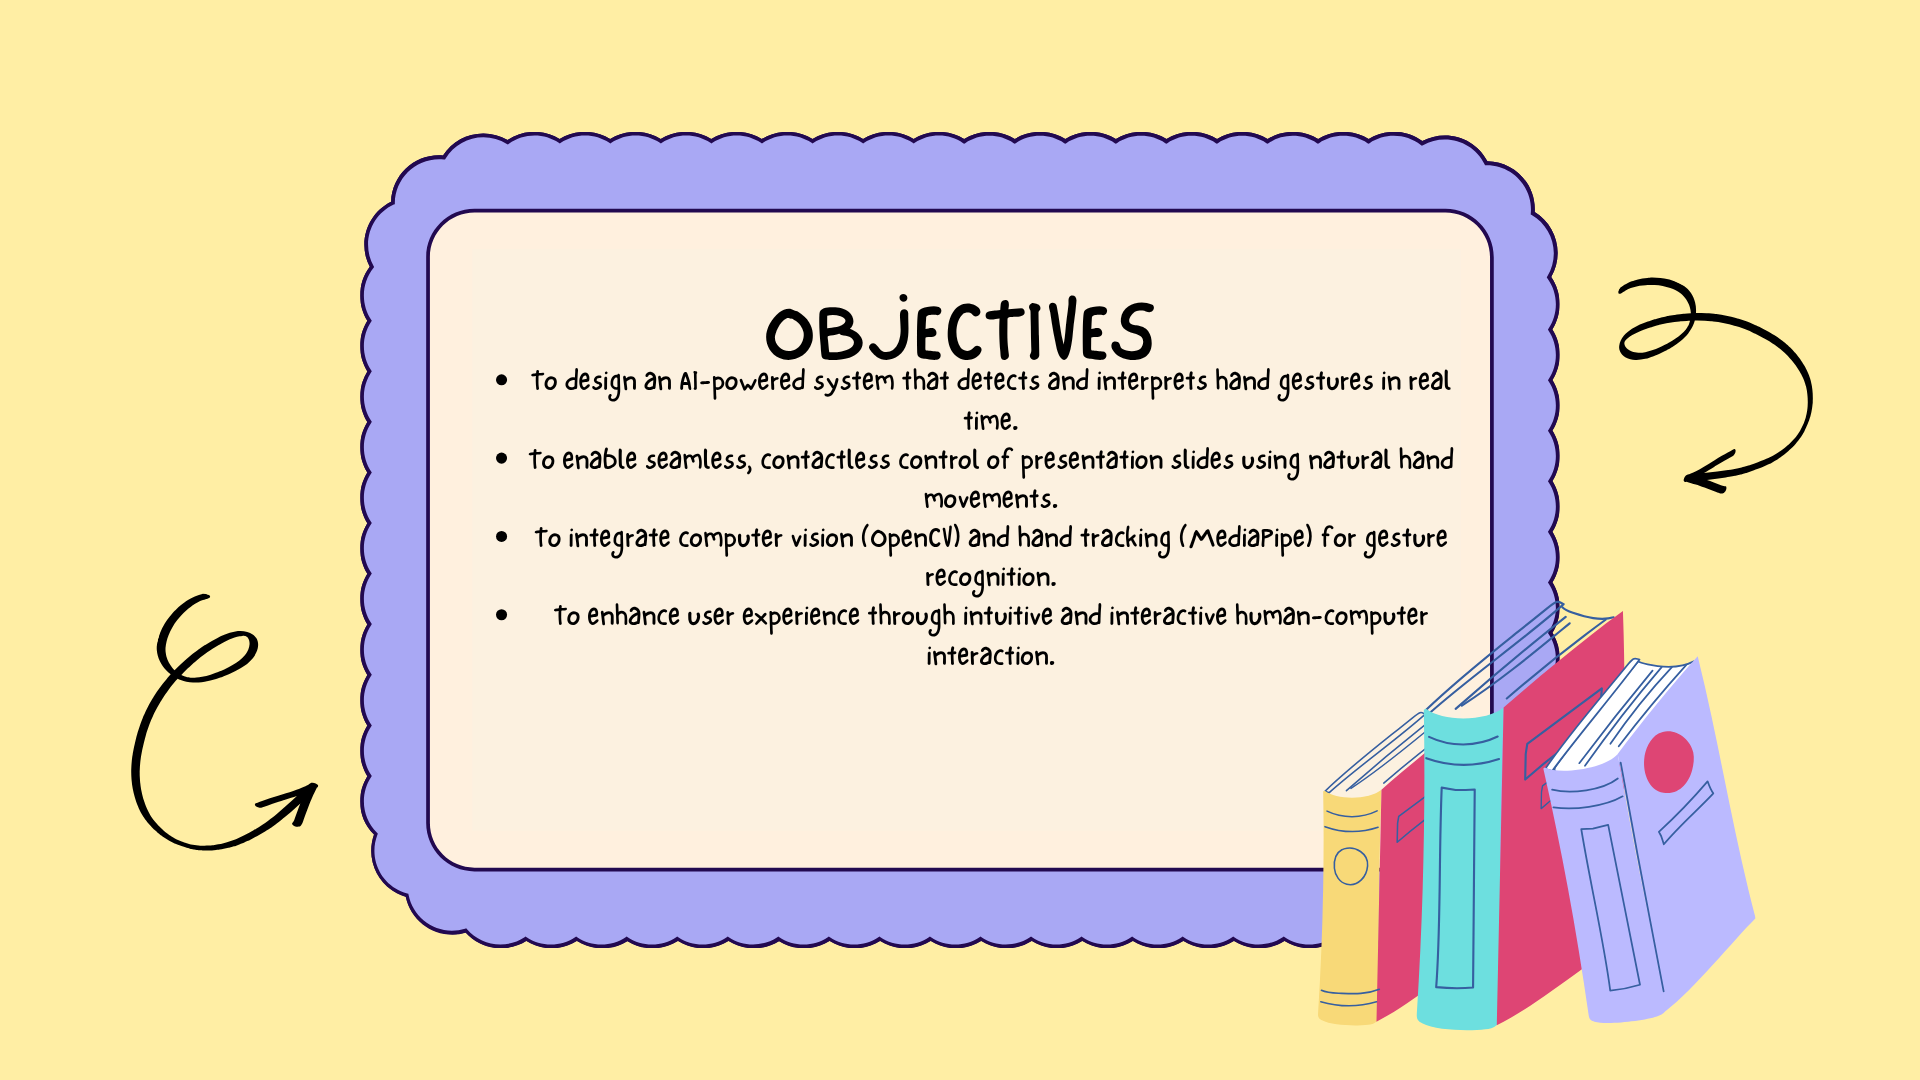 OBJECTIVES
• To design an AI-powered system that detects and interprets hand gestures in real
time.
• To enable seamless, contactless control of presentation slides using natural hand
movements.
• To integrate computer vision (OpenCV) and hand tracking (MediaPipe) for gesture
recognition.
• To enhance user experience through intuitive and interactive human-computer
interaction.